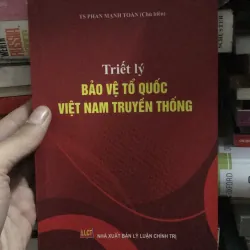 TS PHAN MẠNH TOÀN (Chủ biên)
Triết lý
BẢO VỆ TỔ QUỐC
VIỆT NAM TRUYỀN THỐNG
NHÀ XUẤT BẢN LÝ LUẬN CHÍNH TRỊ